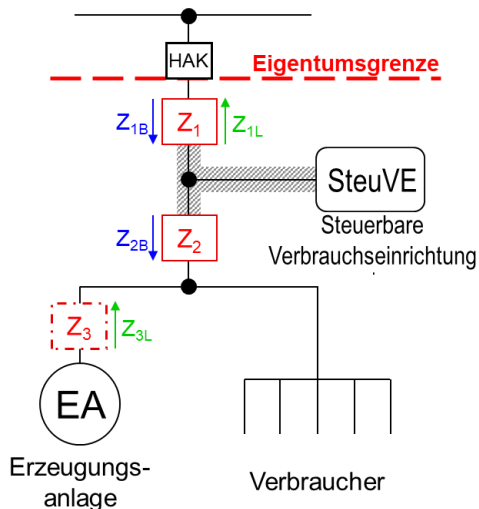 HAK
Eigentumsgrenze
Z1B
Z1
Z1L
SteuVE
Steuerbare
Verbrauchseinrichtung
Z2B
Z2
Z3
Z3L
EA
Erzeugungs-
anlage
Verbraucher